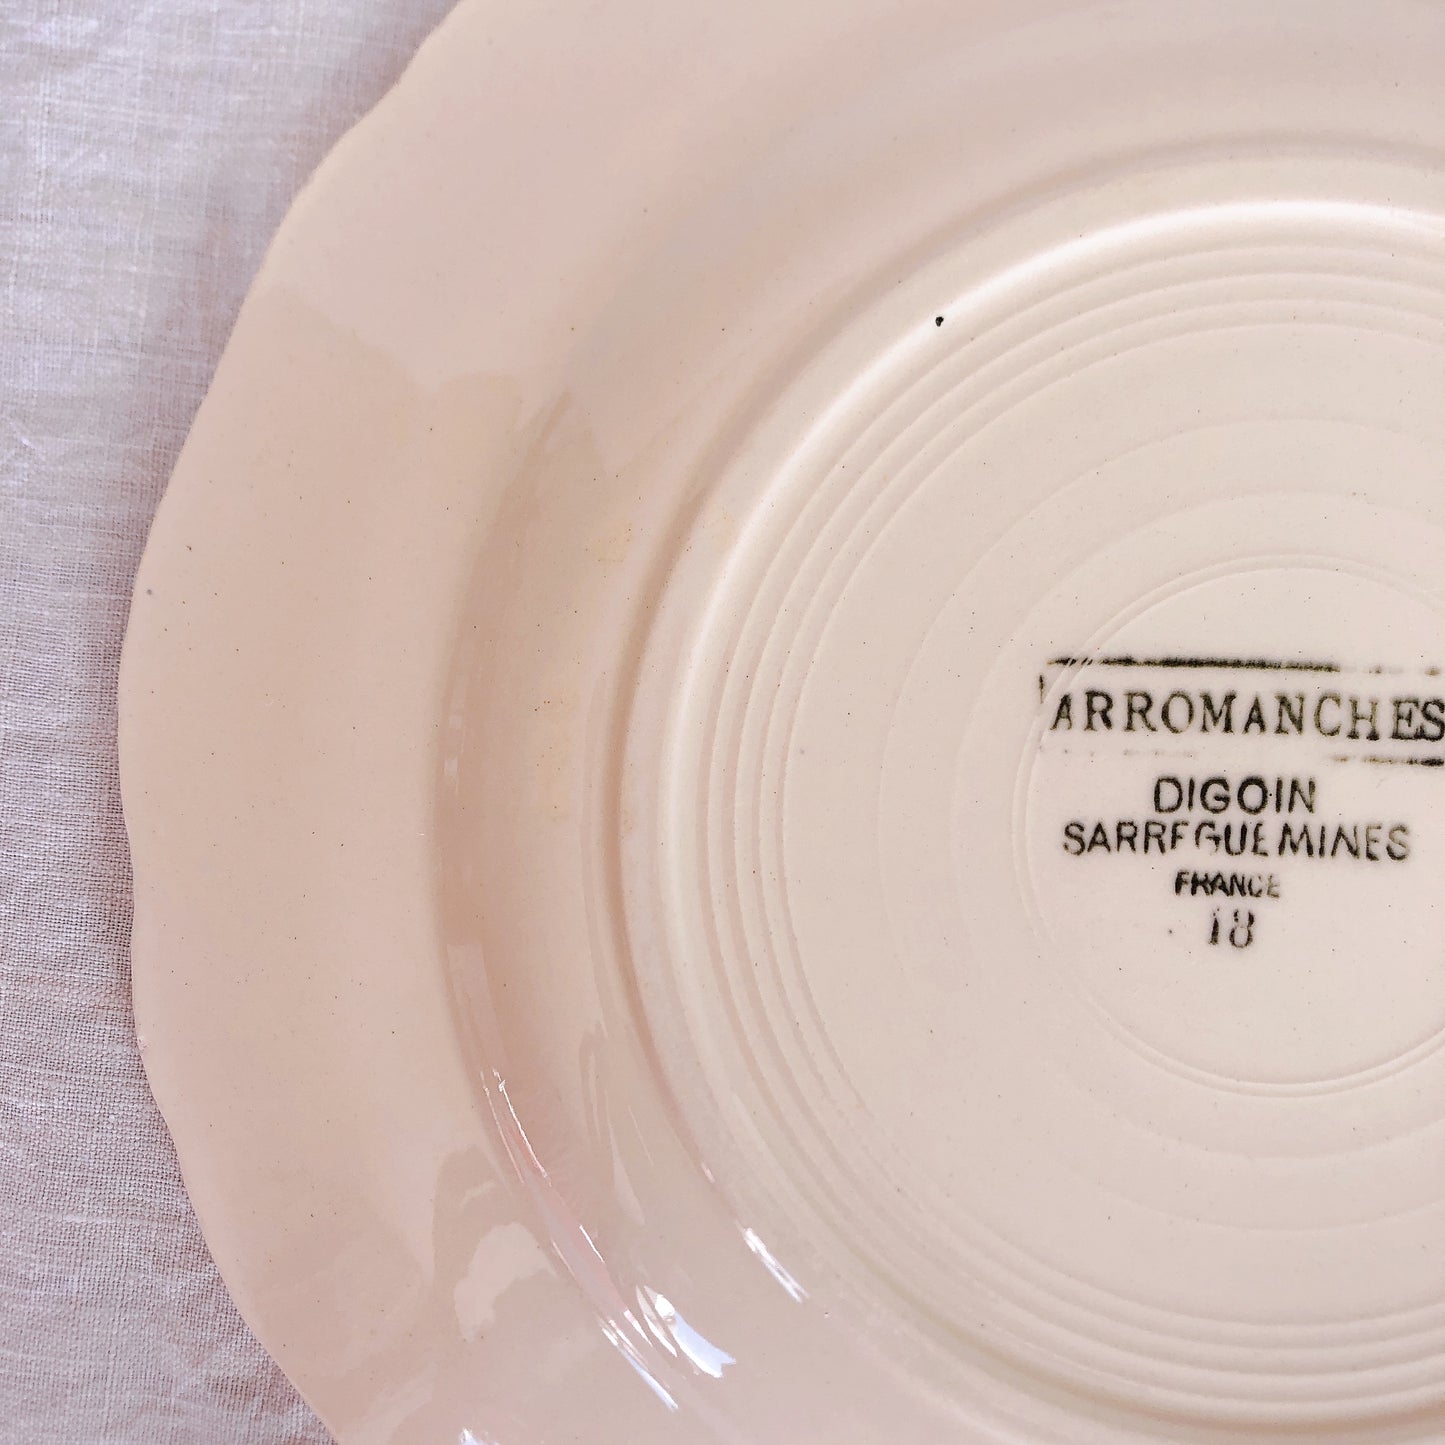 ARROMANCHES
DIGOIN
SARREGUEMINES
FRANCE
18